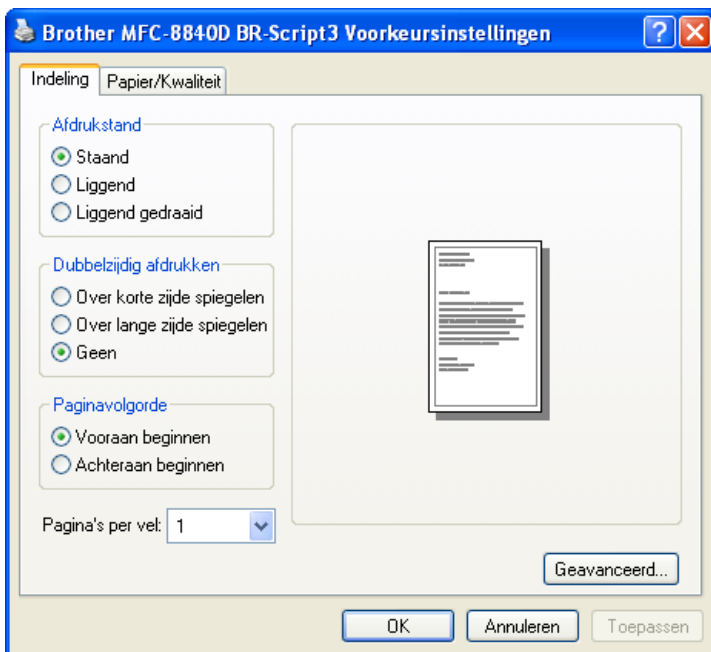 Brother MFC-8840D BR-Script3 Voorkeursinstellingen
Indeling Papier/Kwaliteit
Afdrukstand
Staand
Liggend
Liggend gedraaid
Dubbelzijdig afdrukken
Over korte zijde spiegelen
Over lange zijde spiegelen
Geen
Paginavolgorde
Vooraan beginnen
Achteraan beginnen
Pagina's per vel: 1
Geavanceerd...
OK Annuleren Toepassen